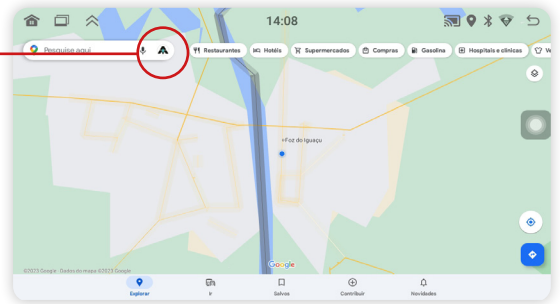 14:08
Pesquise aqui
Restaurantes
Hotéis
Supermercados
Compras
Gasolina
Hospitais e clínicas
Foz do Iguaçu
Google
©2023 Google · Dados do mapa ©2023 Google
Explorar
Ir
Salvos
Contribuir
Novidades